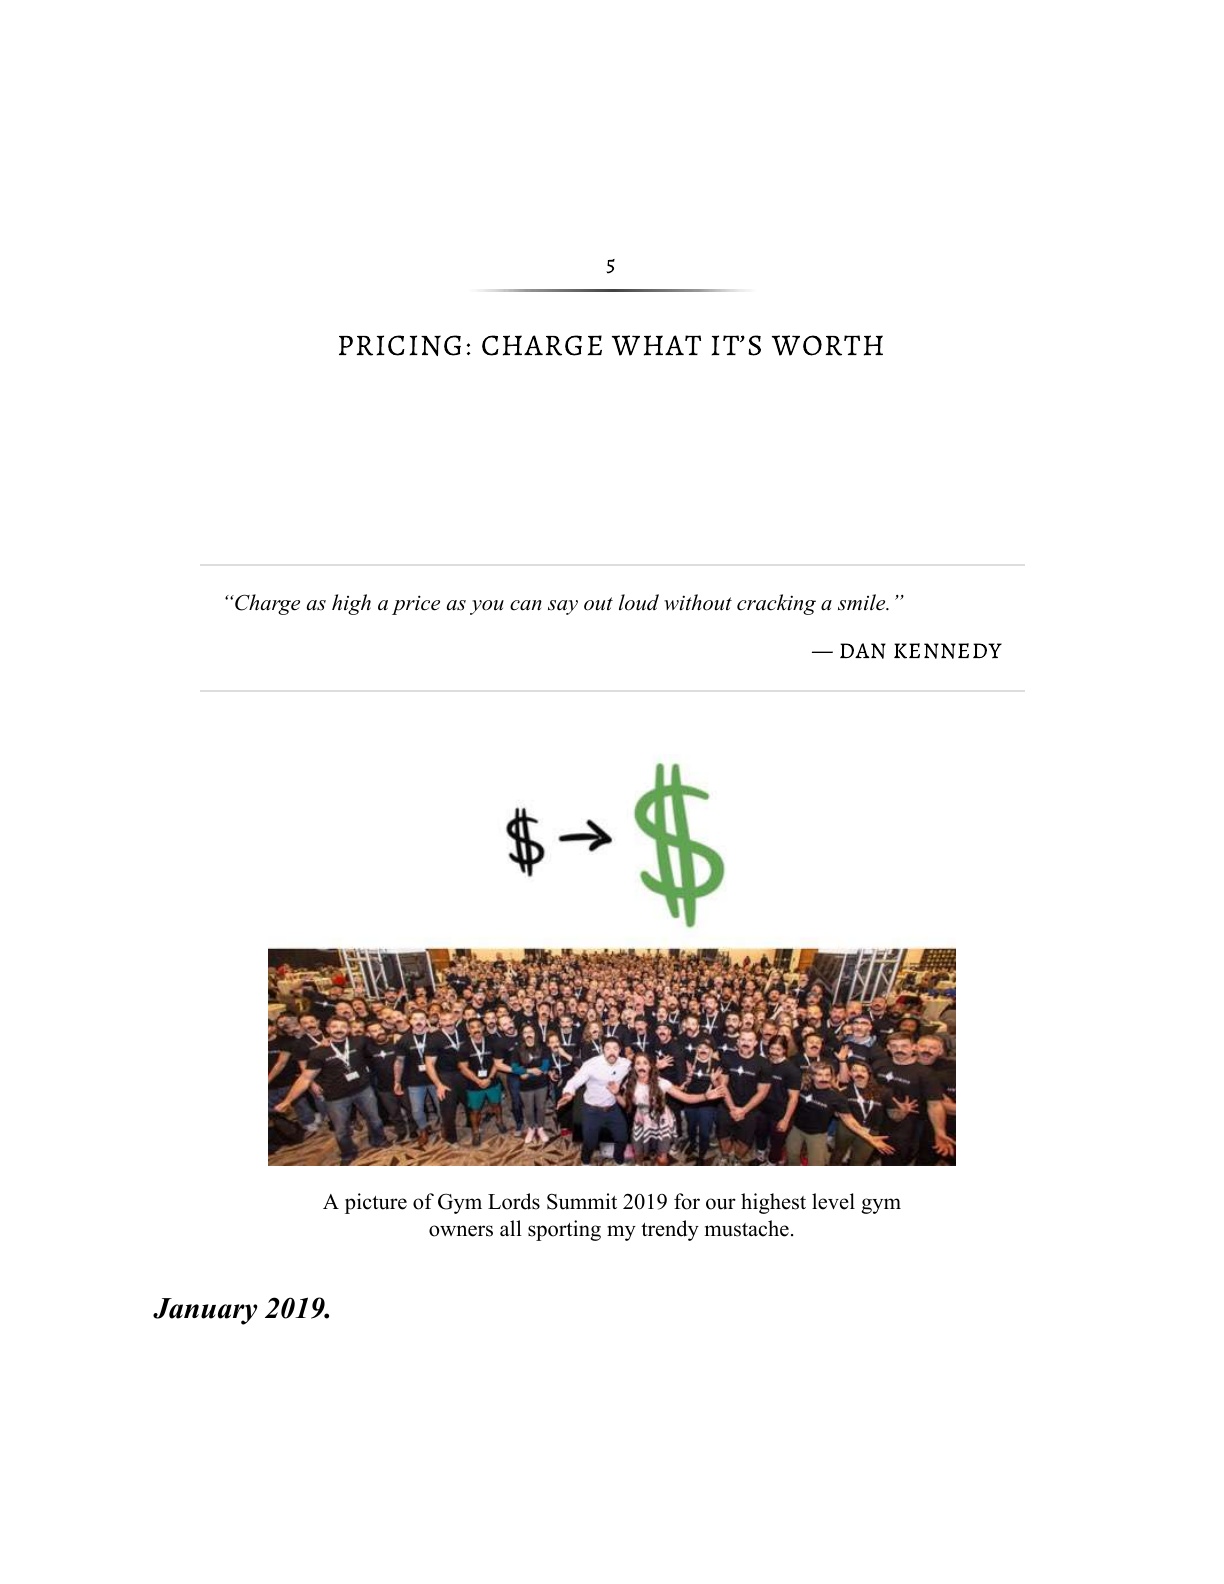 5
PRICING: CHARGE WHAT IT’S WORTH
“Charge as high a price as you can say out loud without cracking a smile.”
— DAN KENNEDY
$ → $
A picture of Gym Lords Summit 2019 for our highest level gym
owners all sporting my trendy mustache.
January 2019.